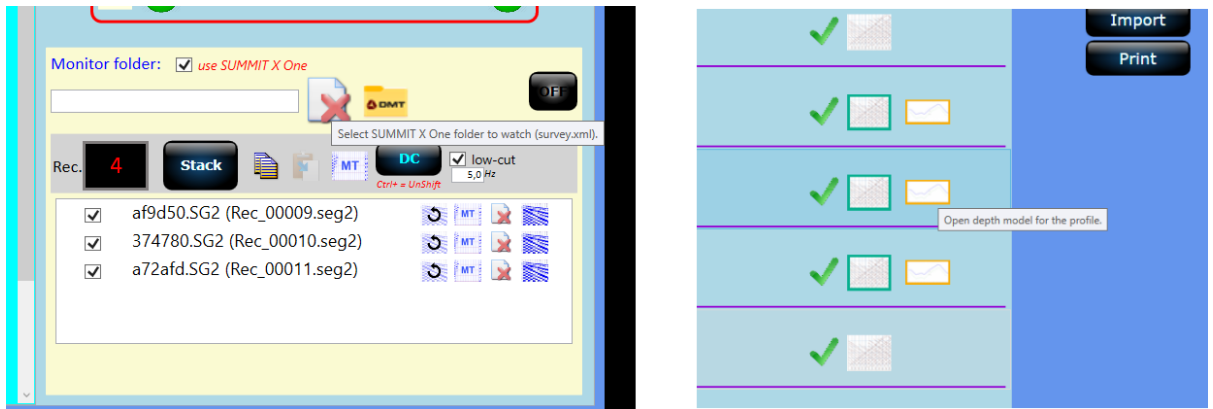 Monitor folder: use SUMMIT X One
OFF
DMT
Select SUMMIT X One folder to watch (survey.xml).
Rec. 4 Stack MT DC low-cut
5,0 Hz
Ctrl+ = UnShift
af9d50.SG2 (Rec_00009.seg2) MT
374780.SG2 (Rec_00010.seg2) MT
a72afd.SG2 (Rec_00011.seg2) MT
Import
Print
Open depth model for the profile.